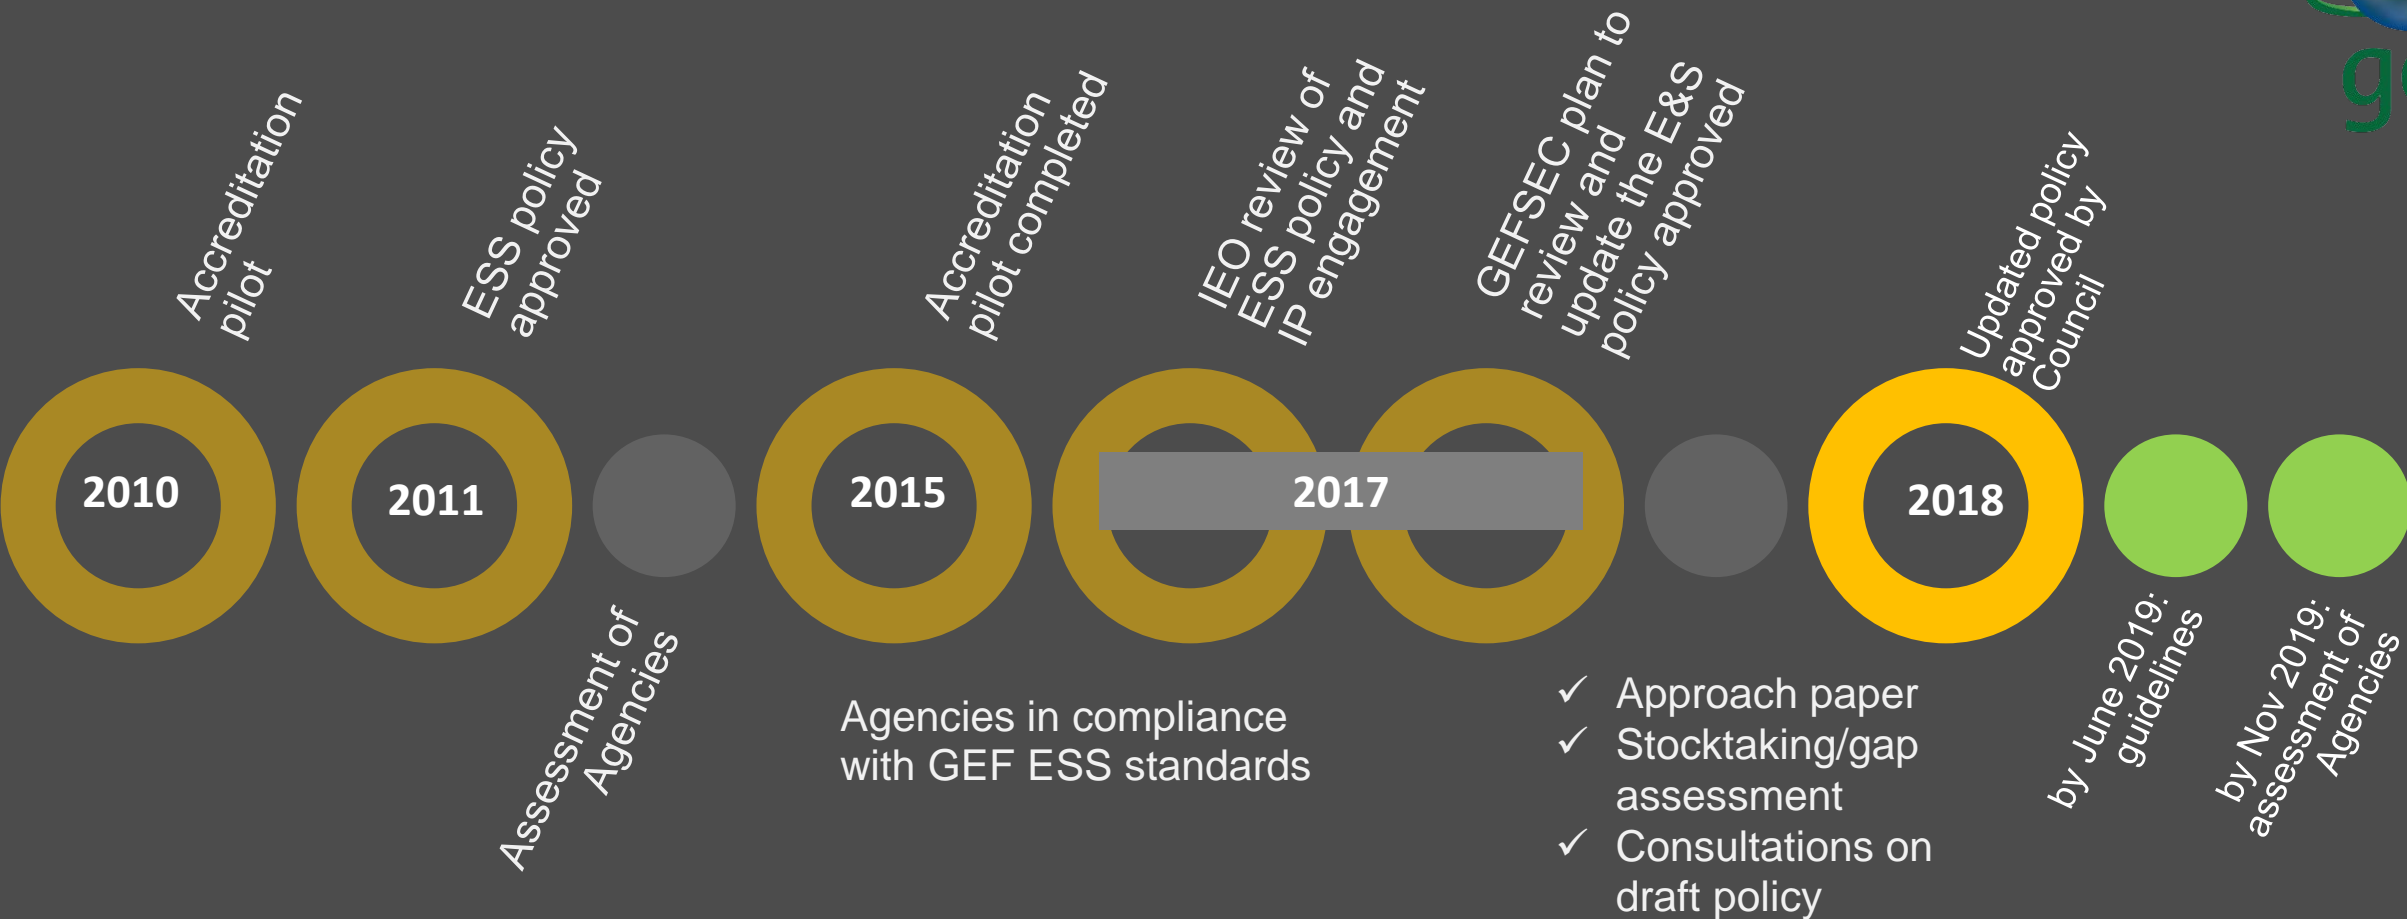 Accreditation
pilot
ESS policy
approved
Accreditation
pilot completed
IEO review of
ESS policy and
IP engagement
GEFSEC plan to
review and
update the E&S
policy approved
Updated policy
approved by
Council
2010
2011
2015
2017
2018
Assessment of
Agencies
Agencies in compliance
with GEF ESS standards
✓ Approach paper
✓ Stocktaking/gap
assessment
✓ Consultations on
draft policy
by June 2019:
guidelines
by Nov 2019:
assessment of
Agencies